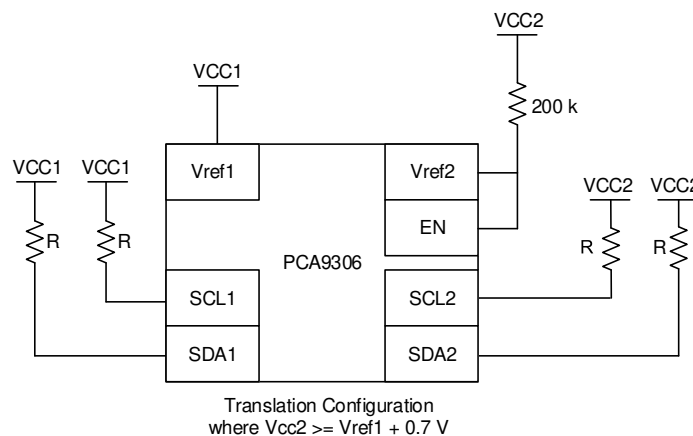 VCC2
VCC1
200 k
VCC1 VCC1
Vref1
Vref2
VCC2 VCC2
EN
R
R
R
R
PCA9306
SCL1
SCL2
SDA1
SDA2
Translation Configuration
where Vcc2 >= Vref1 + 0.7 V